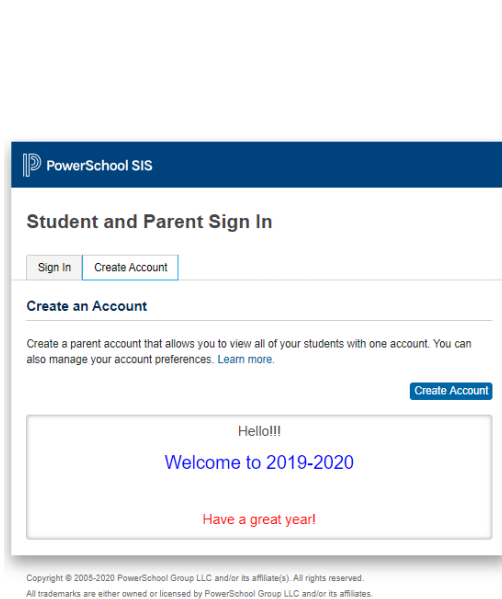 PowerSchool SIS
Student and Parent Sign In
Sign In
Create Account
Create an Account
Create a parent account that allows you to view all of your students with one account. You can
also manage your account preferences. Learn more.
Create Account
Hello!!!
Welcome to 2019-2020
Have a great year!
Copyright © 2005-2020 PowerSchool Group LLC and/or its affiliate(s). All rights reserved.
All trademarks are either owned or licensed by PowerSchool Group LLC and/or its affiliates.